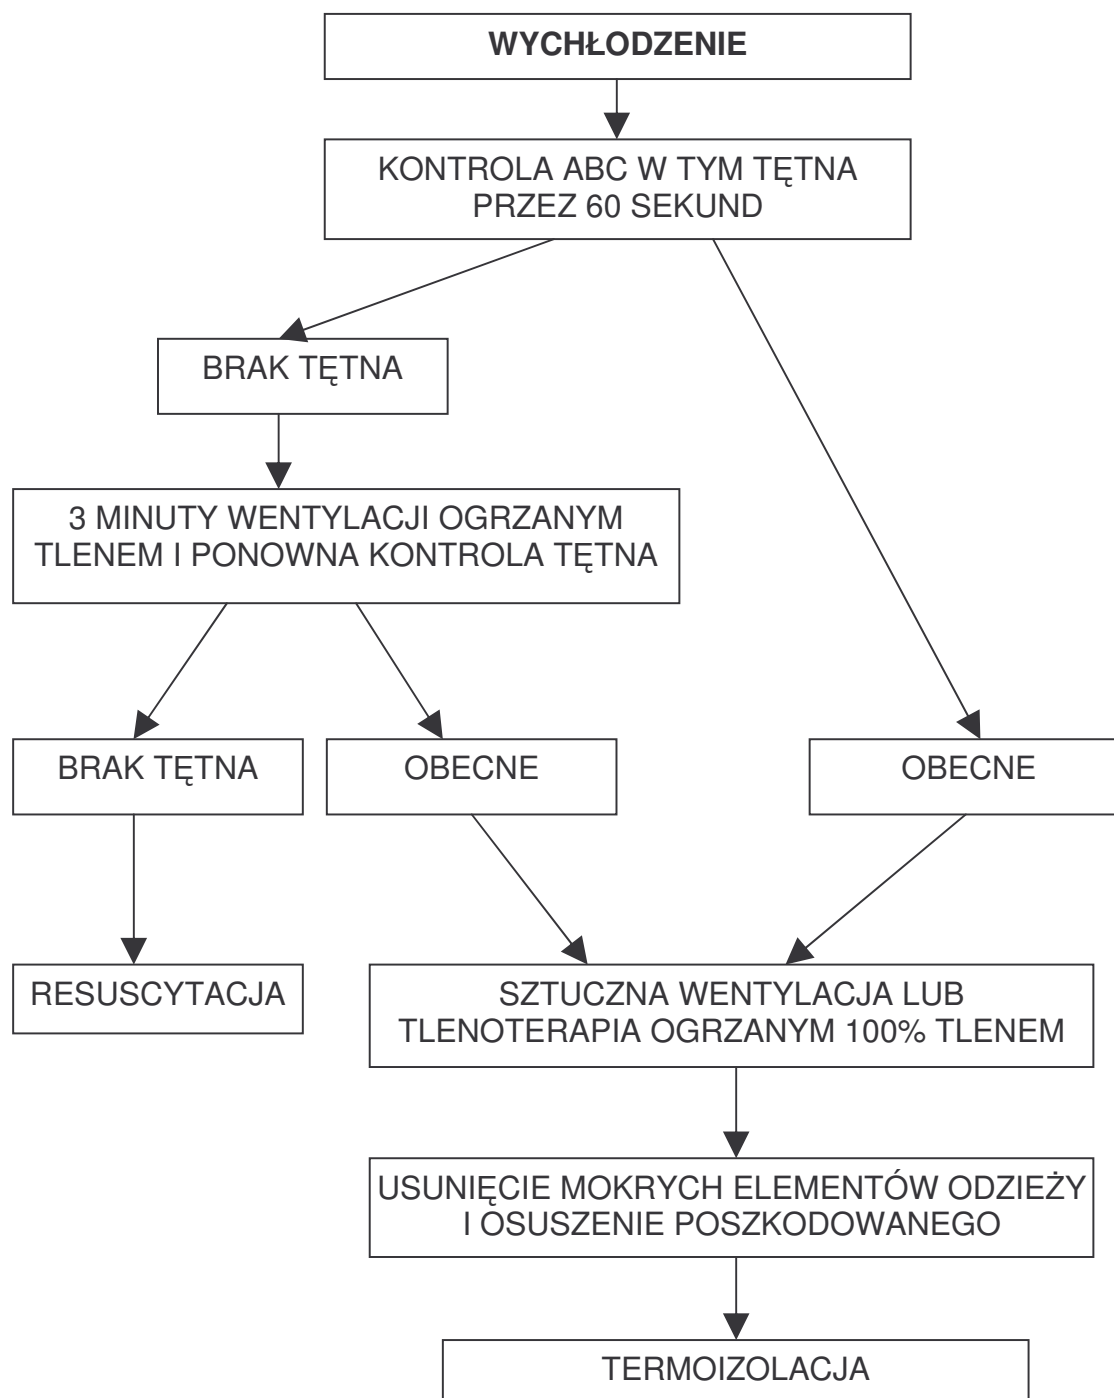 WYCHŁODZENIE
KONTROLA ABC W TYM TĘTNA
PRZEZ 60 SEKUND
BRAK TĘTNA
3 MINUTY WENTYLACJI OGRZANYM
TLENEM I PONOWNA KONTROLA TĘTNA
BRAK TĘTNA
OBECNE
OBECNE
RESUSCYTACJA
SZTUCZNA WENTYLACJA LUB
TLENOTERAPIA OGRZANYM 100% TLENEM
USUNIĘCIE MOKRYCH ELEMENTÓW ODZIEŻY
I OSUSZENIE POSZKODOWANEGO
TERMOIZOLACJA